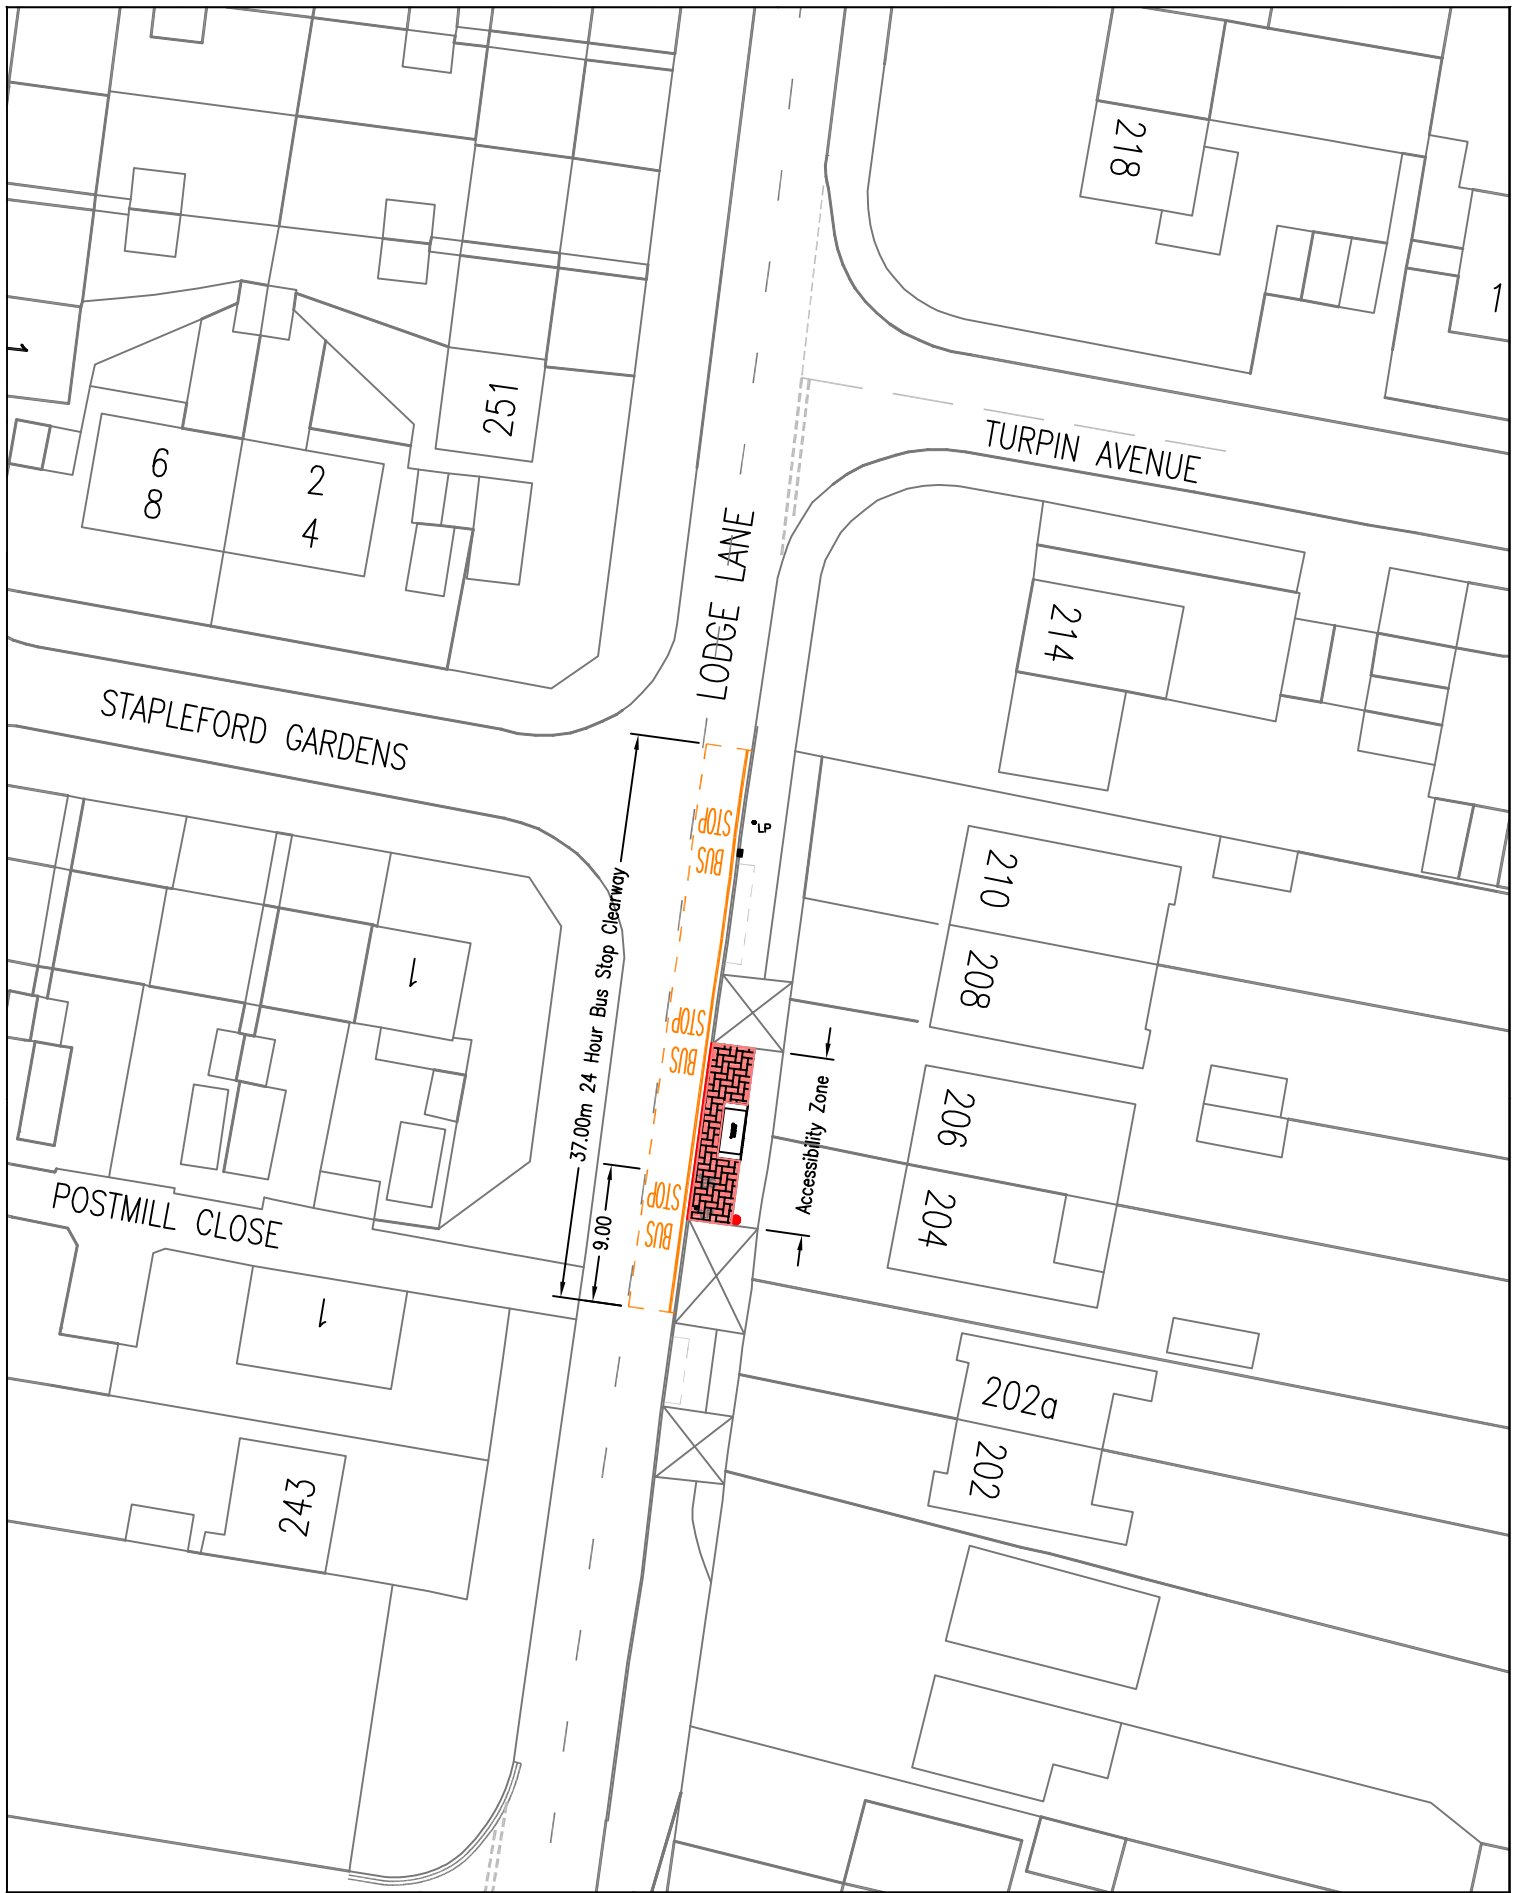 218
1
1
251
TURPIN AVENUE
6
8
2
4
LODGE LANE
214
STAPLEFORD GARDENS
BUS STOP
LP
37.00m 24 Hour Bus Stop Clearway
210
208
1
BUS STOP
Accessibility Zone
206
204
BUS STOP
9.00
POSTMILL CLOSE
1
202a
202
243